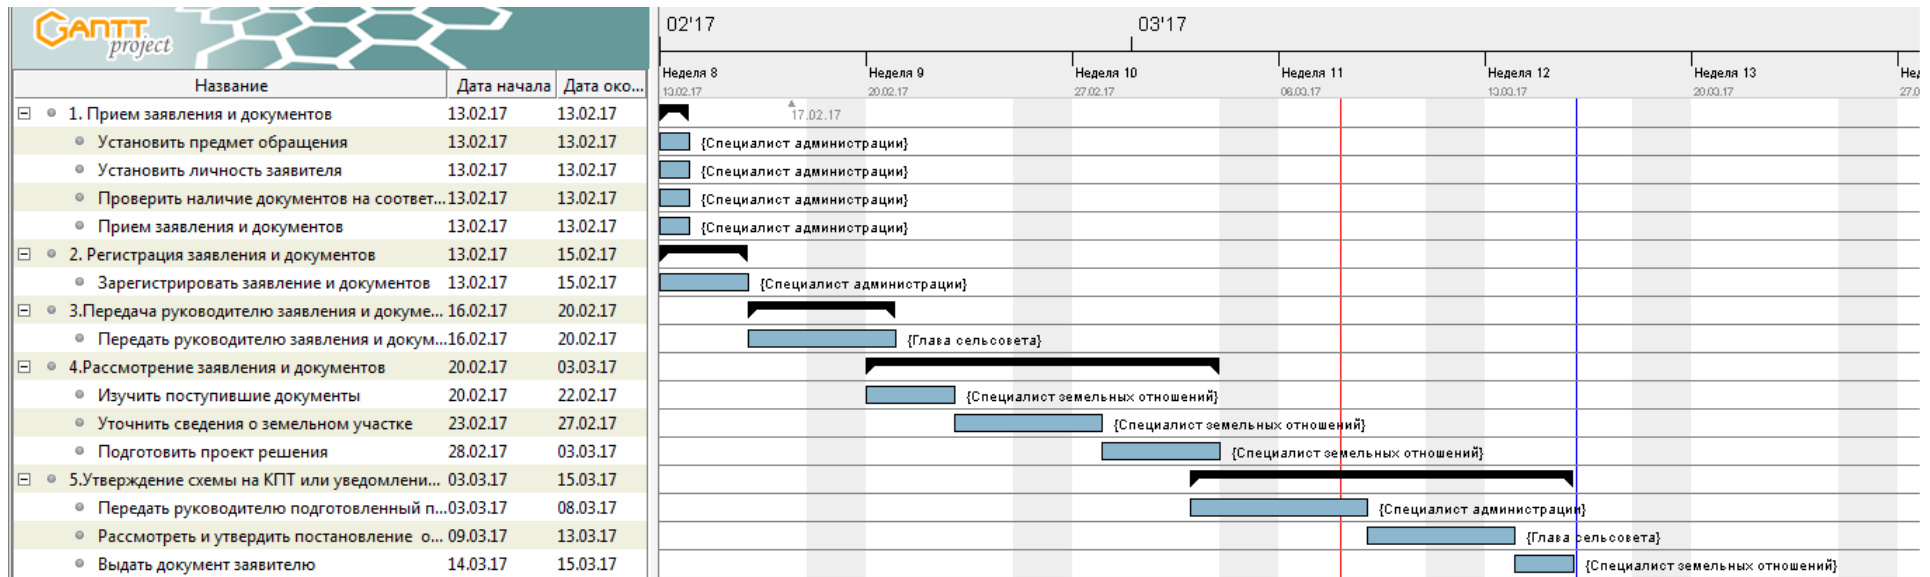 GANTT project
02'17 03'17
Неделя 8 Неделя 9 Неделя 10 Неделя 11 Неделя 12 Неделя 13 Нед
Название Дата начала Дата око...
13.02.17 20.02.17 27.02.17 06.03.17 13.03.17 20.03.17 27.0
1. Прием заявления и документов 13.02.17 13.02.17 17.02.17
Установить предмет обращения 13.02.17 13.02.17 {Специалист администрации}
Установить личность заявителя 13.02.17 13.02.17 {Специалист администрации}
Проверить наличие документов на соответ... 13.02.17 13.02.17 {Специалист администрации}
Прием заявления и документов 13.02.17 13.02.17 {Специалист администрации}
2. Регистрация заявления и документов 13.02.17 15.02.17
Зарегистрировать заявление и документов 13.02.17 15.02.17 {Специалист администрации}
3.Передача руководителю заявления и докуме... 16.02.17 20.02.17
Передать руководителю заявления и докум... 16.02.17 20.02.17 {Глава сельсовета}
4.Рассмотрение заявления и документов 20.02.17 03.03.17
Изучить поступившие документы 20.02.17 22.02.17 {Специалист земельных отношений}
Уточнить сведения о земельном участке 23.02.17 27.02.17 {Специалист земельных отношений}
Подготовить проект решения 28.02.17 03.03.17 {Специалист земельных отношений}
5.Утверждение схемы на КПТ или уведомлени... 03.03.17 15.03.17
Передать руководителю подготовленный п... 03.03.17 08.03.17 {Специалист администрации}
Рассмотреть и утвердить постановление о... 09.03.17 13.03.17 {Глава сельсовета}
Выдать документ заявителю 14.03.17 15.03.17 {Специалист земельных отношений}